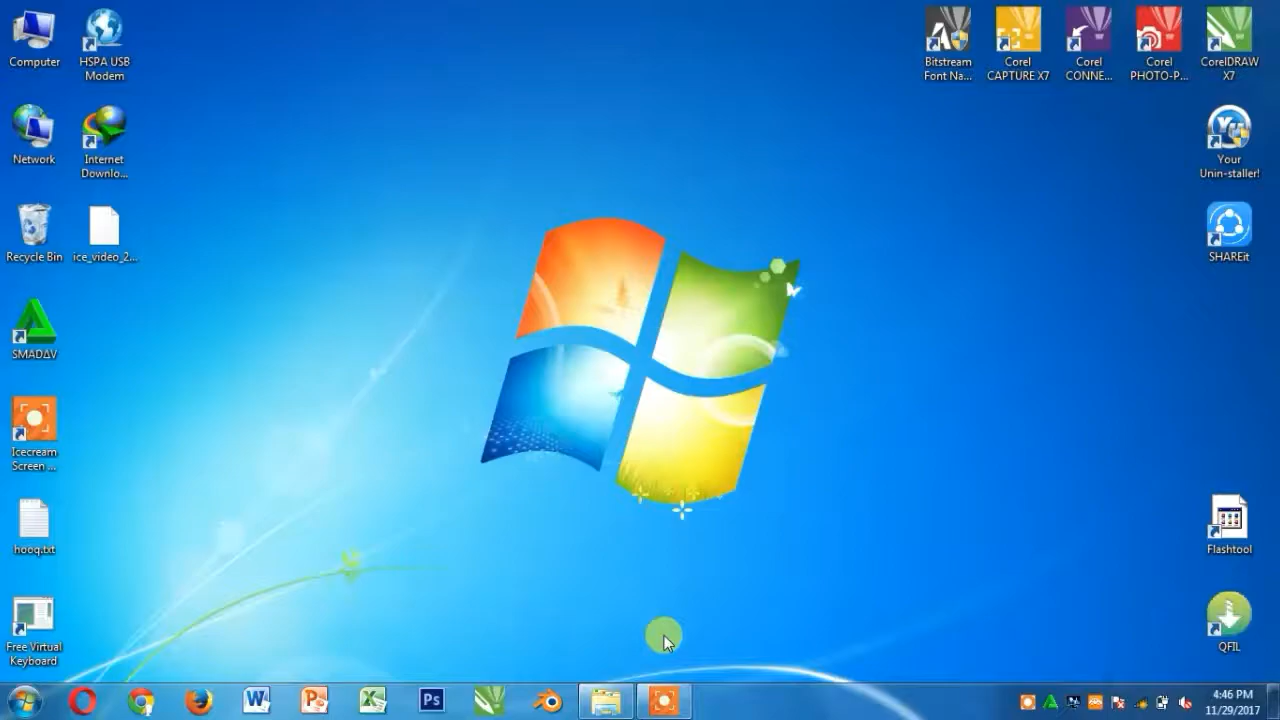 Computer
HSPA USB
Modem
Network
Internet
Downlo...
Recycle Bin
ice_video_2...
SMADΔV
Icecream
Screen ...
hooq.txt
Free Virtual
Keyboard
Bitstream
Font Na...
Corel
CAPTURE X7
Corel
CONNE...
Corel
PHOTO-P...
CorelDRAW
X7
Your
Unin-staller!
SHAREit
Flashtool
QFIL
W
P
X
Ps
4:46 PM
11/29/2017